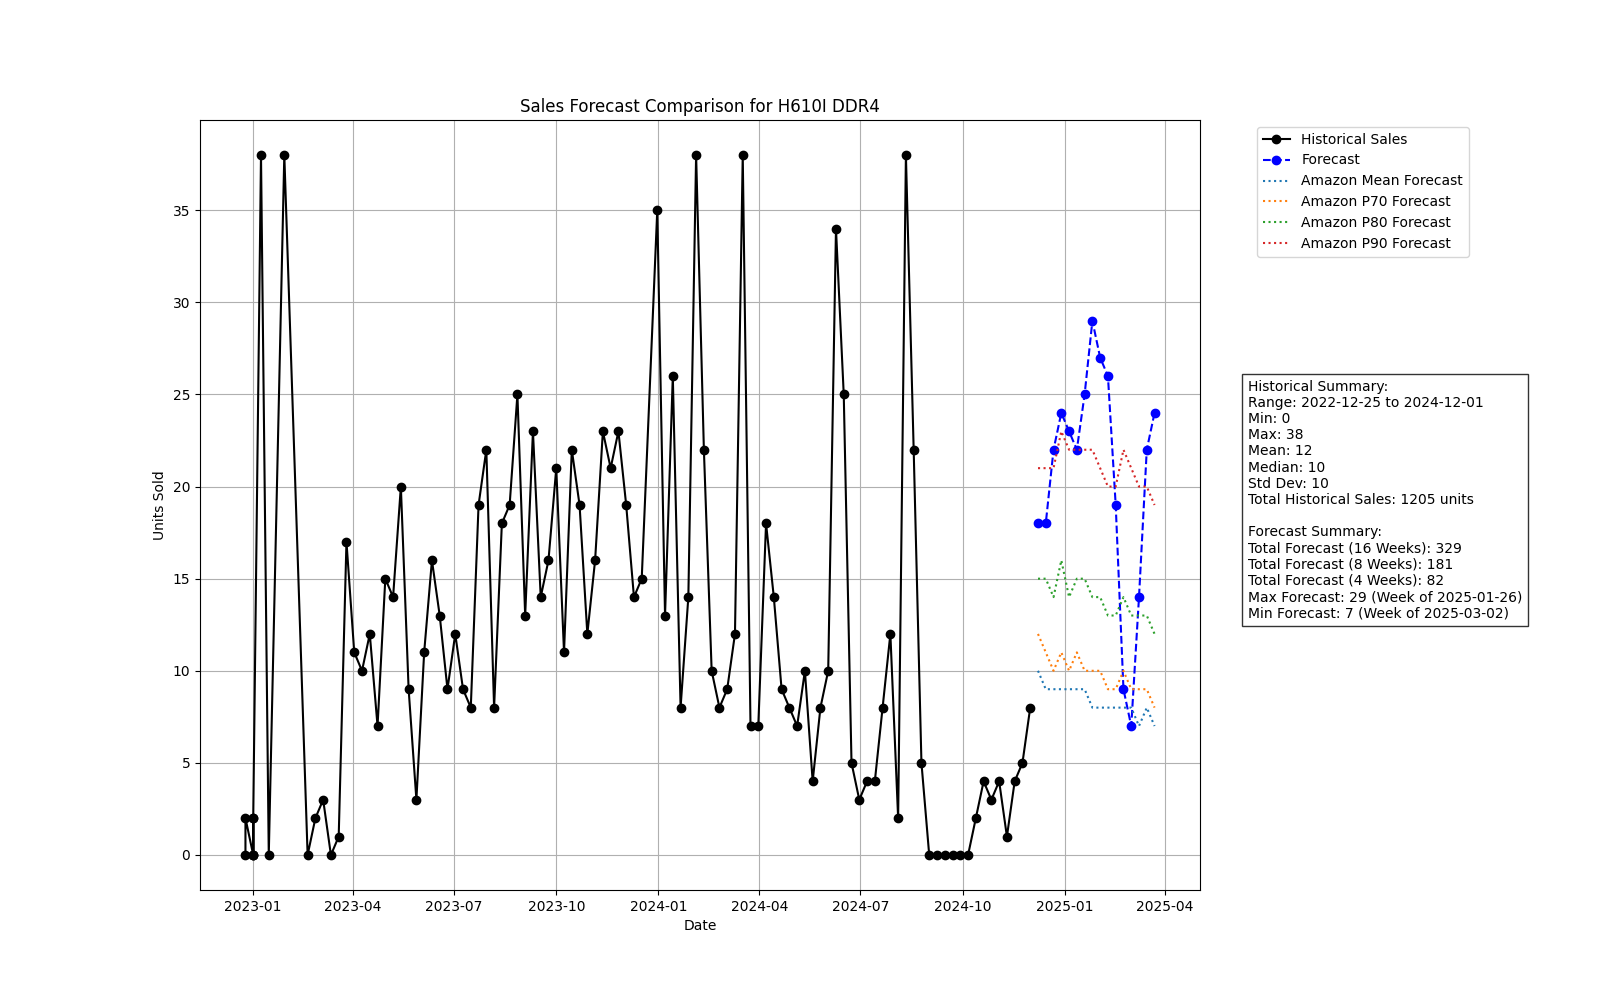 Sales Forecast Comparison for H610I DDR4
Historical Sales
Forecast
Amazon Mean Forecast
Amazon P70 Forecast
Amazon P80 Forecast
Amazon P90 Forecast
35
30
25
20
15
10
5
0
Units Sold
2023-01 2023-04 2023-07 2023-10 2024-01 2024-04 2024-07 2024-10 2025-01 2025-04
Date
Historical Summary:
Range: 2022-12-25 to 2024-12-01
Min: 0
Max: 38
Mean: 12
Median: 10
Std Dev: 10
Total Historical Sales: 1205 units
Forecast Summary:
Total Forecast (16 Weeks): 329
Total Forecast (8 Weeks): 181
Total Forecast (4 Weeks): 82
Max Forecast: 29 (Week of 2025-01-26)
Min Forecast: 7 (Week of 2025-03-02)